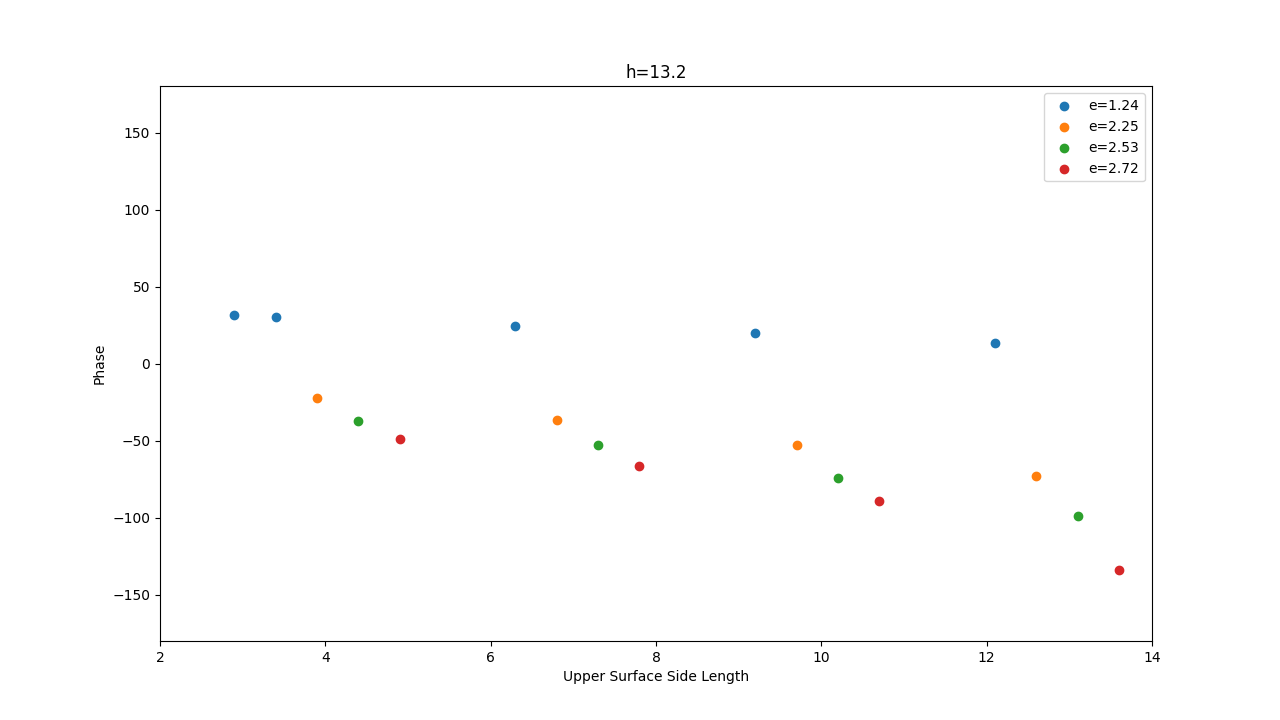 h=13.2
e=1.24
e=2.25
e=2.53
e=2.72
150
100
50
0
−50
−100
−150
Phase
2 4 6 8 10 12 14
Upper Surface Side Length